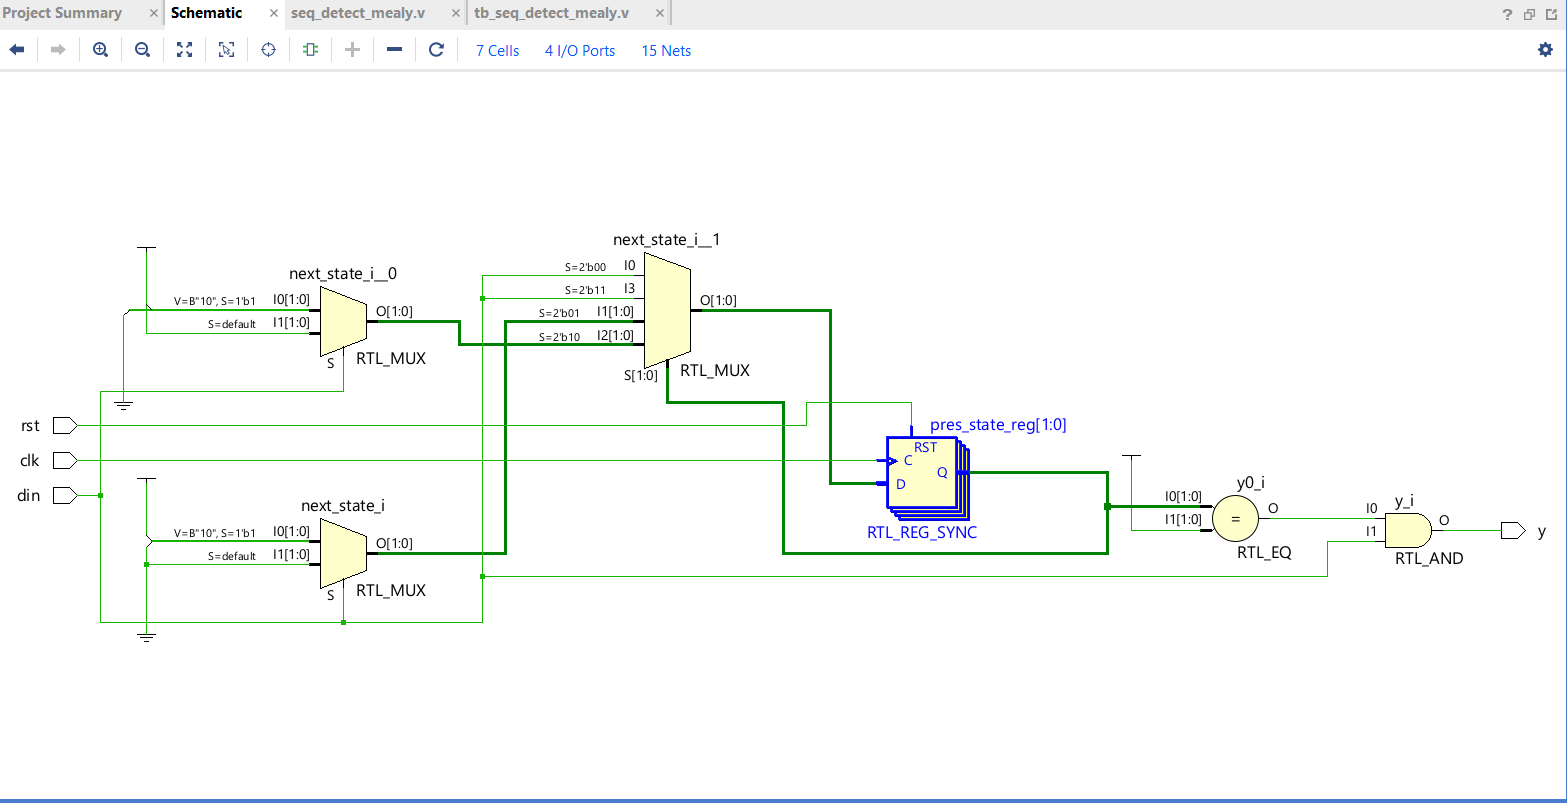 Project Summary × Schematic × seq_detect_mealy.v × tb_seq_detect_mealy.v ×
?
7 Cells 4 I/O Ports 15 Nets
next_state_i__0
V=B"10", S=1'b1 I0[1:0]
S=default I1[1:0]
O[1:0]
S
RTL_MUX
next_state_i__1
S=2'b00 I0
S=2'b11 I3
S=2'b01 I1[1:0]
S=2'b10 I2[1:0]
O[1:0]
S[1:0]
RTL_MUX
rst
clk
din
next_state_i
V=B"10", S=1'b1 I0[1:0]
S=default I1[1:0]
O[1:0]
S
RTL_MUX
pres_state_reg[1:0]
RST
C
Q
D
RTL_REG_SYNC
y0_i
I0[1:0]
I1[1:0]
=
O
RTL_EQ
y_i
I0
I1
O
RTL_AND
y